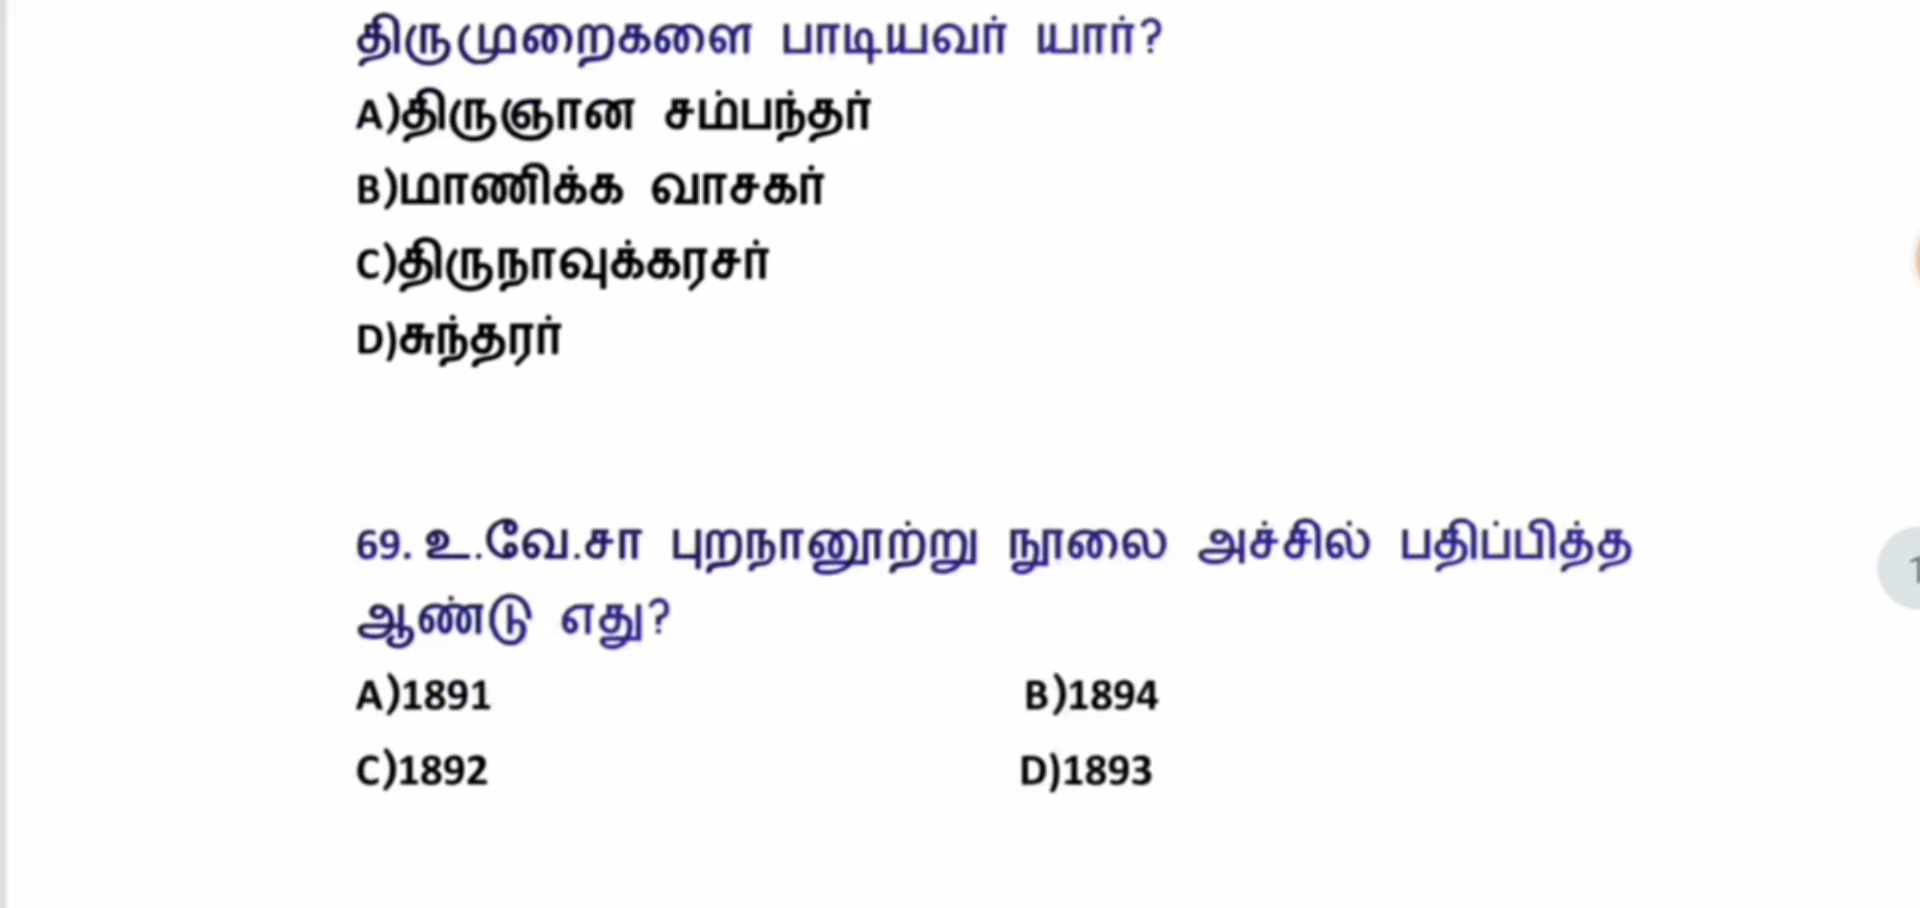 திருமுறைகளை பாடியவர் யார்?
A)திருஞான சம்பந்தர்
B)மாணிக்க வாசகர்
C)திருநாவுக்கரசர்
D)சுந்தரர்
69. உ.வே.சா புறநானூற்று நூலை அச்சில் பதிப்பித்த
ஆண்டு எது?
A)1891 B)1894
C)1892 D)1893